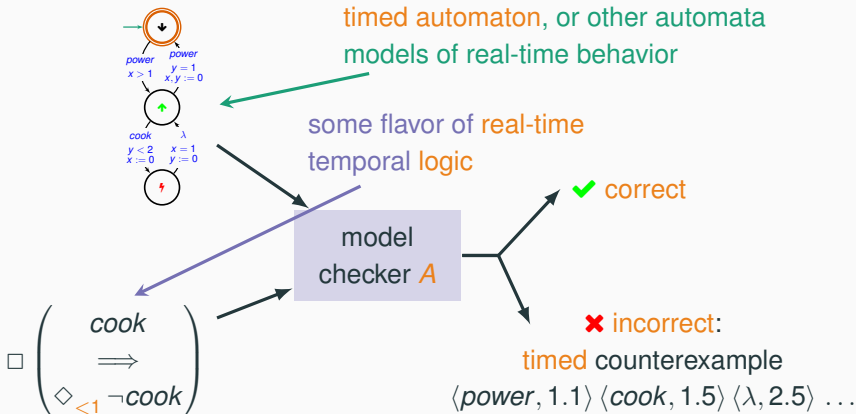 timed automaton, or other automata
models of real-time behavior
power
x > 1
power
y = 1
x, y := 0
cook
y < 2
x := 0
λ
x = 1
y := 0
some flavor of real-time
temporal logic
model
checker A
✔ correct
✖ incorrect:
timed counterexample
⟨power, 1.1⟩ ⟨cook, 1.5⟩ ⟨λ, 2.5⟩ …
□ ( cook
⟹
◇<1 ¬cook )